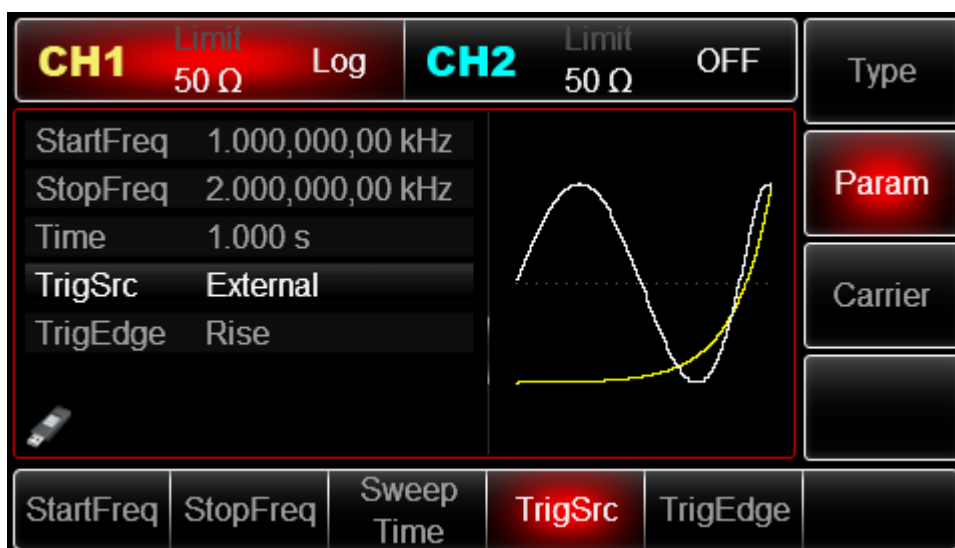 CH1 Limit 50 Ω Log
CH2 Limit 50 Ω OFF
Type
StartFreq 1.000,000,00 kHz
StopFreq 2.000,000,00 kHz
Time 1.000 s
TrigSrc External
TrigEdge Rise
Param
Carrier
StartFreq
StopFreq
Sweep
Time
TrigSrc
TrigEdge